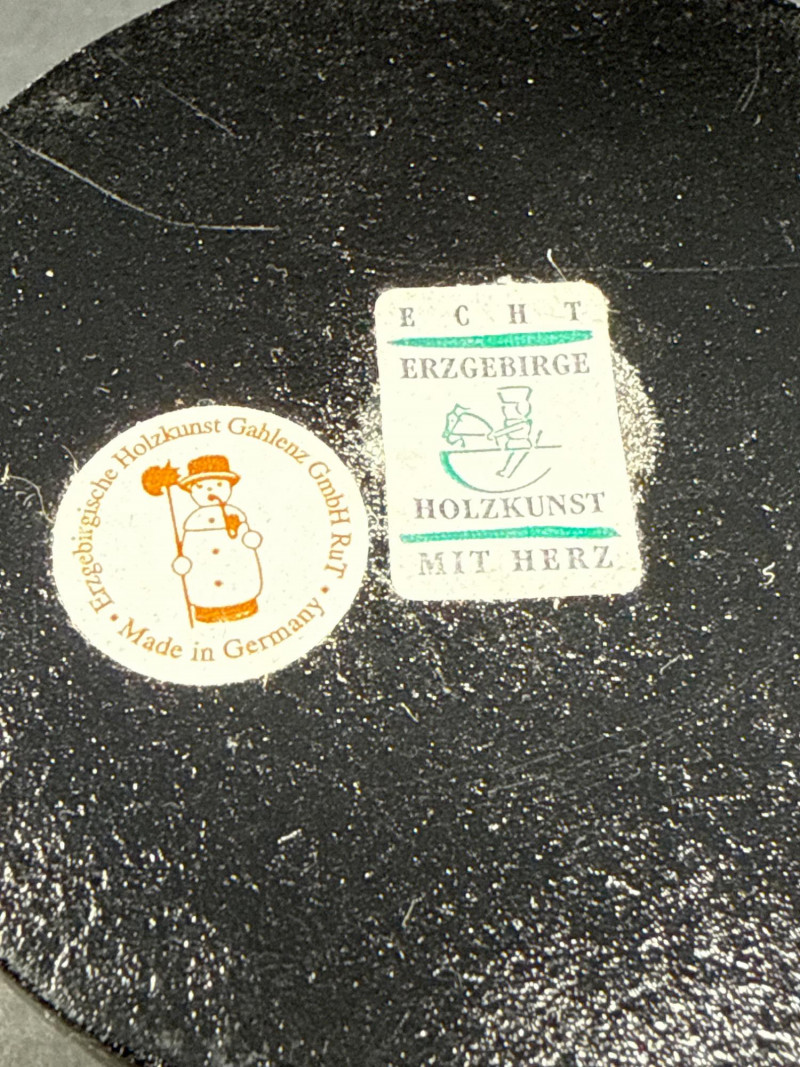 Erzgebirgische Holzkunst Gahlenz GmbH RuT
• Made in Germany •
ECHT
ERZGEBIRGE
HOLZKUNST
MIT HERZ